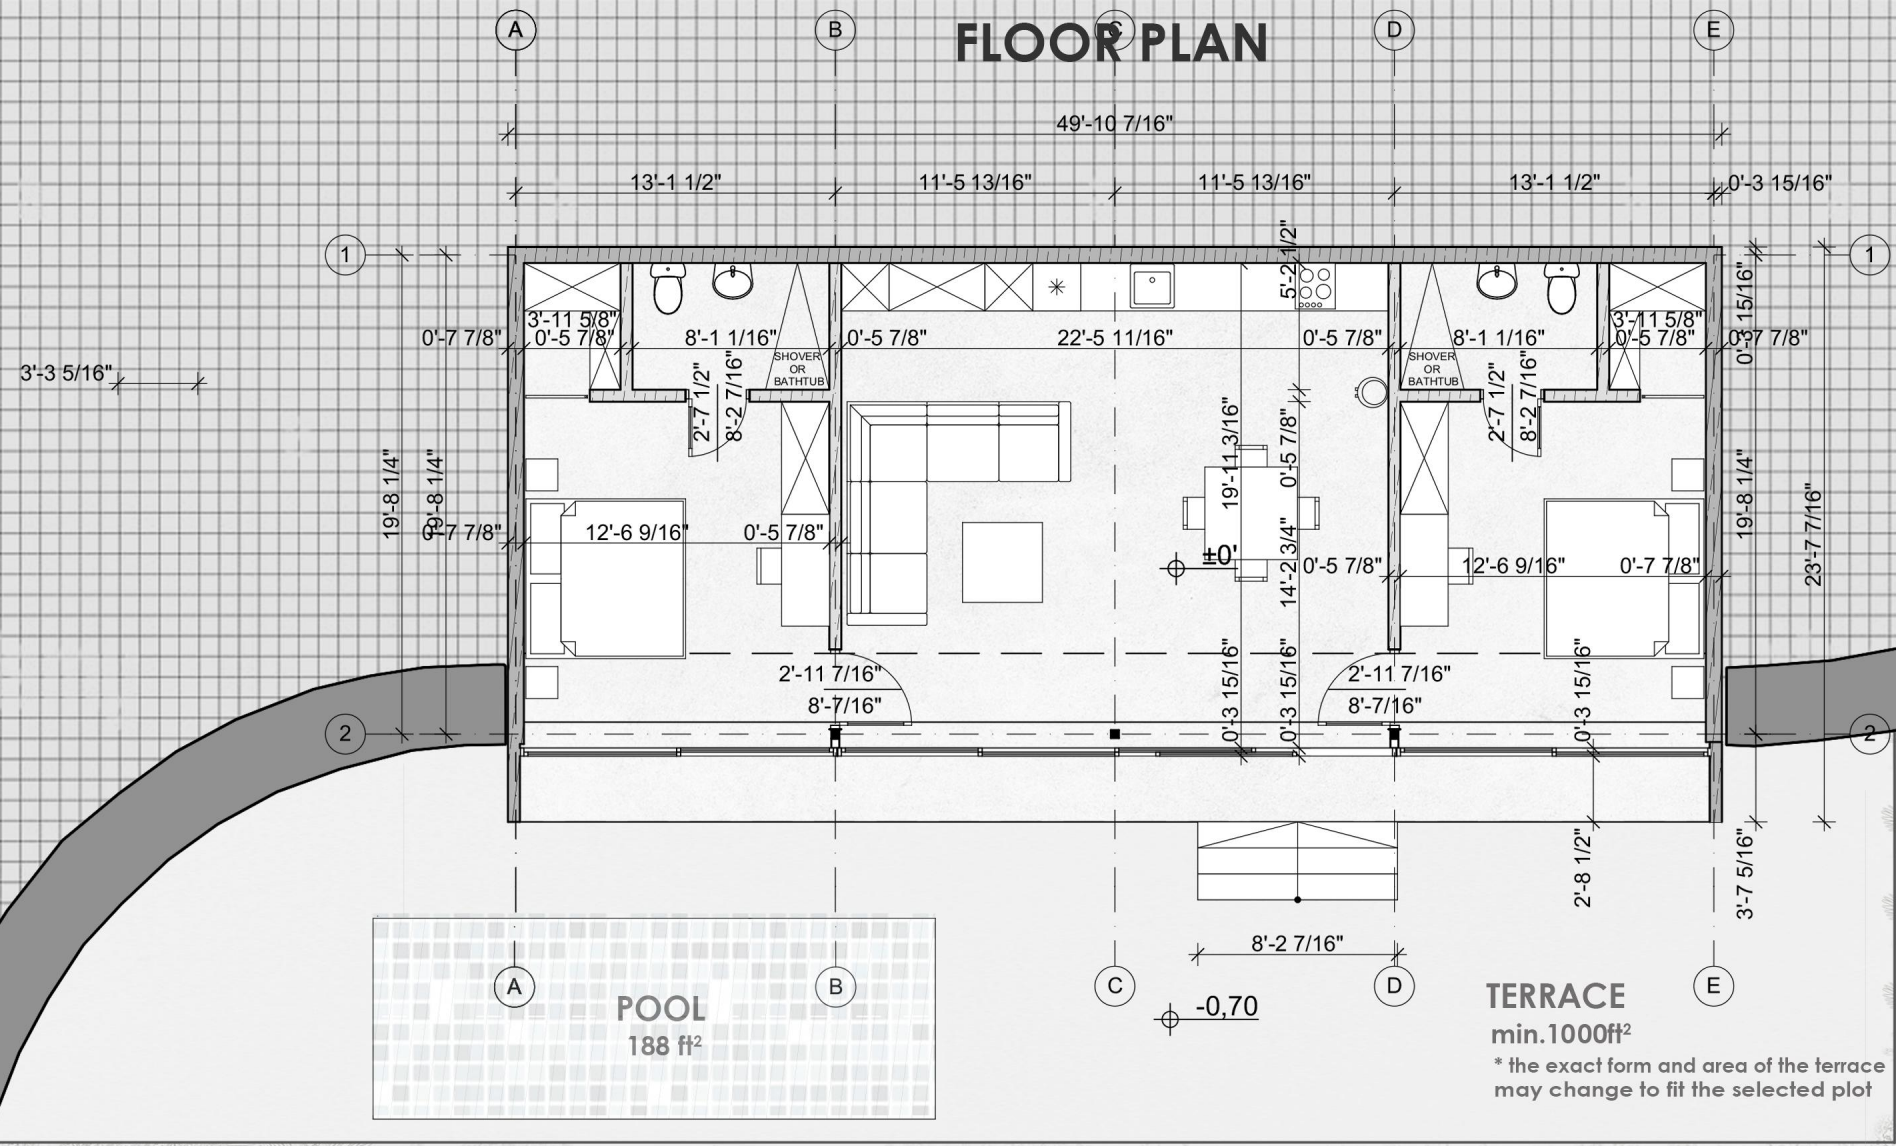 A B C D E
FLOOR PLAN
49'-10 7/16"
13'-1 1/2" 11'-5 13/16" 11'-5 13/16" 13'-1 1/2" 0'-3 15/16"
1 1
5'-2 1/2"
0'-3 15/16"
3'-11 5/8" 3'-11 5/8"
0'-7 7/8" 0'-5 7/8" 8'-1 1/16" 0'-5 7/8" 22'-5 11/16" 0'-5 7/8" 8'-1 1/16" 0'-5 7/8" 0'-7 7/8"
SHOVER
OR
BATHTUB
SHOVER
OR
BATHTUB
3'-3 5/16"
2'-7 1/2"
8'-2 7/16"
2'-7 1/2"
8'-2 7/16"
19'-11 13/16"
0'-5 7/8"
19'-8 1/4"
19'-8 1/4"
19'-8 1/4"
23'-7 7/16"
0'-7 7/8" 12'-6 9/16" 0'-5 7/8"
±0'
14'-2 3/4"
0'-5 7/8" 12'-6 9/16" 0'-7 7/8"
2'-11 7/16" 2'-11 7/16"
8'-7/16" 8'-7/16"
0'-3 15/16"
0'-3 15/16"
0'-3 15/16"
2 2
2'-8 1/2"
3'-7 5/16"
8'-2 7/16"
A B C D E
-0,70
POOL
188 ft²
TERRACE
min.1000ft²
* the exact form and area of the terrace
may change to fit the selected plot